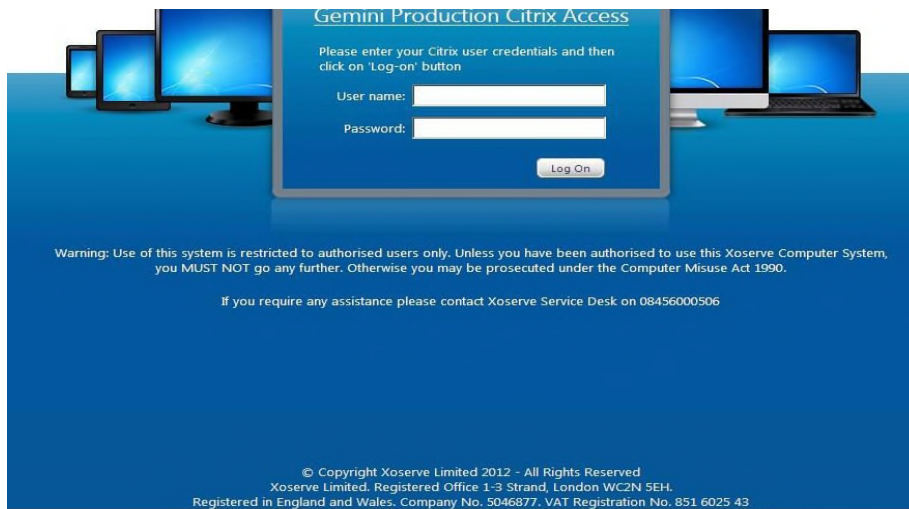 Gemini Production Citrix Access
Please enter your Citrix user credentials and then
click on 'Log-on' button
User name:
Password:
Log On
Warning: Use of this system is restricted to authorised users only. Unless you have been authorised to use this Xoserve Computer System,
you MUST NOT go any further. Otherwise you may be prosecuted under the Computer Misuse Act 1990.
If you require any assistance please contact Xoserve Service Desk on 08456000506
© Copyright Xoserve Limited 2012 - All Rights Reserved
Xoserve Limited. Registered Office 1-3 Strand, London WC2N 5EH.
Registered in England and Wales. Company No. 5046877. VAT Registration No. 851 6025 43